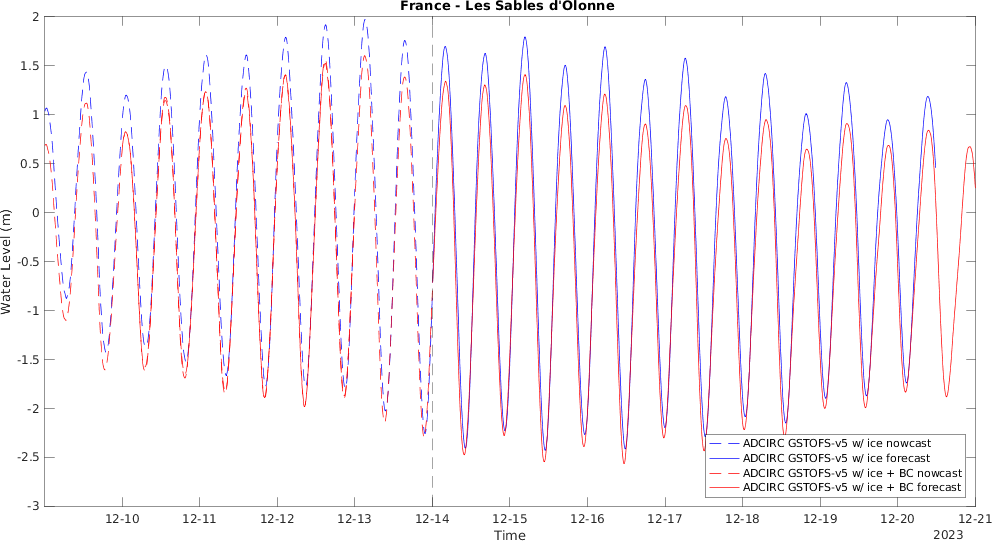 France - Les Sables d'Olonne
2
1.5
1
0.5
0
-0.5
-1
-1.5
-2
-2.5
-3
Water Level (m)
ADCIRC GSTOFS-v5 w/ ice nowcast
ADCIRC GSTOFS-v5 w/ ice forecast
ADCIRC GSTOFS-v5 w/ ice + BC nowcast
ADCIRC GSTOFS-v5 w/ ice + BC forecast
12-10 12-11 12-12 12-13 12-14 12-15 12-16 12-17 12-18 12-19 12-20 12-21
Time
2023